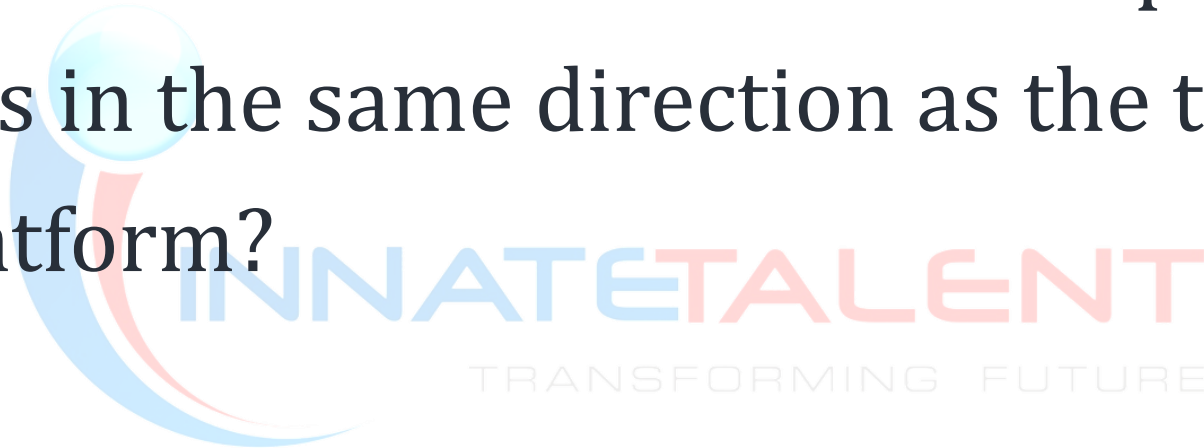 s in the same direction as the t
tform?
INNATETALENT
TRANSFORMING FUTURE